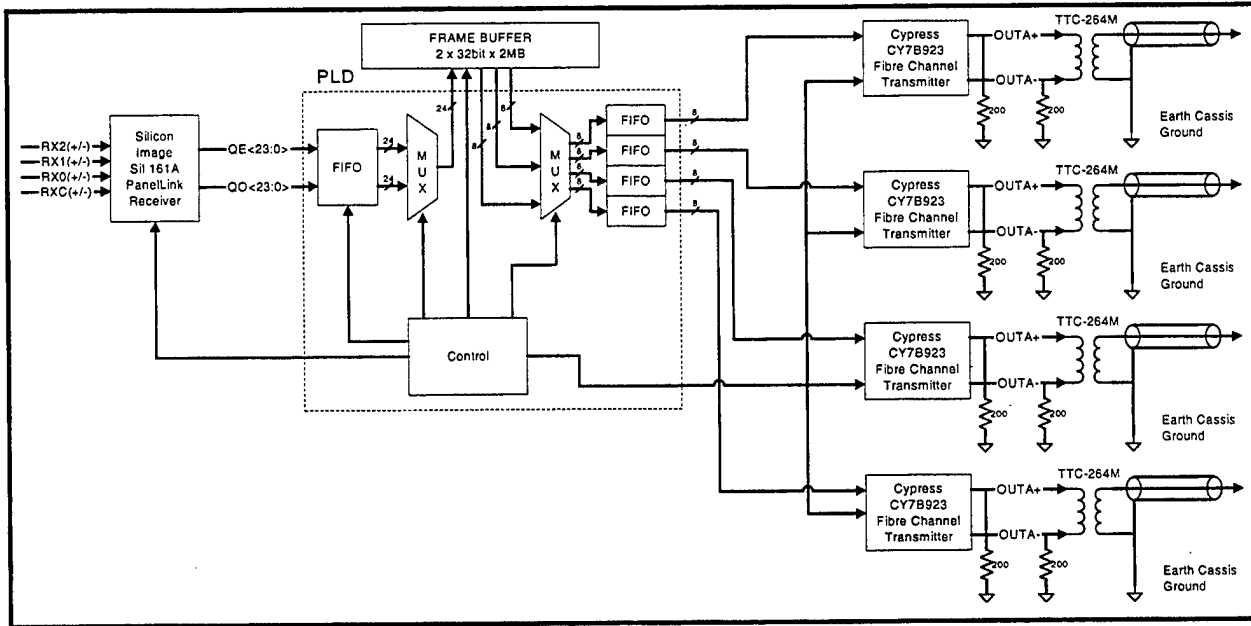 FRAME BUFFER
2 x 32bit x 2MB
PLD
RX2(+/-)
RX1(+/-)
RX0(+/-)
RXC(+/-)
Silicon
Image
Sil 161A
PanelLink
Receiver
QE<23:0>
QO<23:0>
FIFO
24
24
MUX
24
8
8
8
MUX
8
8
8
8
FIFO
FIFO
FIFO
FIFO
8
8
8
8
Control
Cypress
CY7B923
Fibre Channel
Transmitter
OUTA+
OUTA-
200
200
TTC-264M
Earth Cassis
Ground
Cypress
CY7B923
Fibre Channel
Transmitter
OUTA+
OUTA-
200
200
TTC-264M
Earth Cassis
Ground
Cypress
CY7B923
Fibre Channel
Transmitter
OUTA+
OUTA-
200
200
TTC-264M
Earth Cassis
Ground
Cypress
CY7B923
Fibre Channel
Transmitter
OUTA+
OUTA-
200
200
TTC-264M
Earth Cassis
Ground